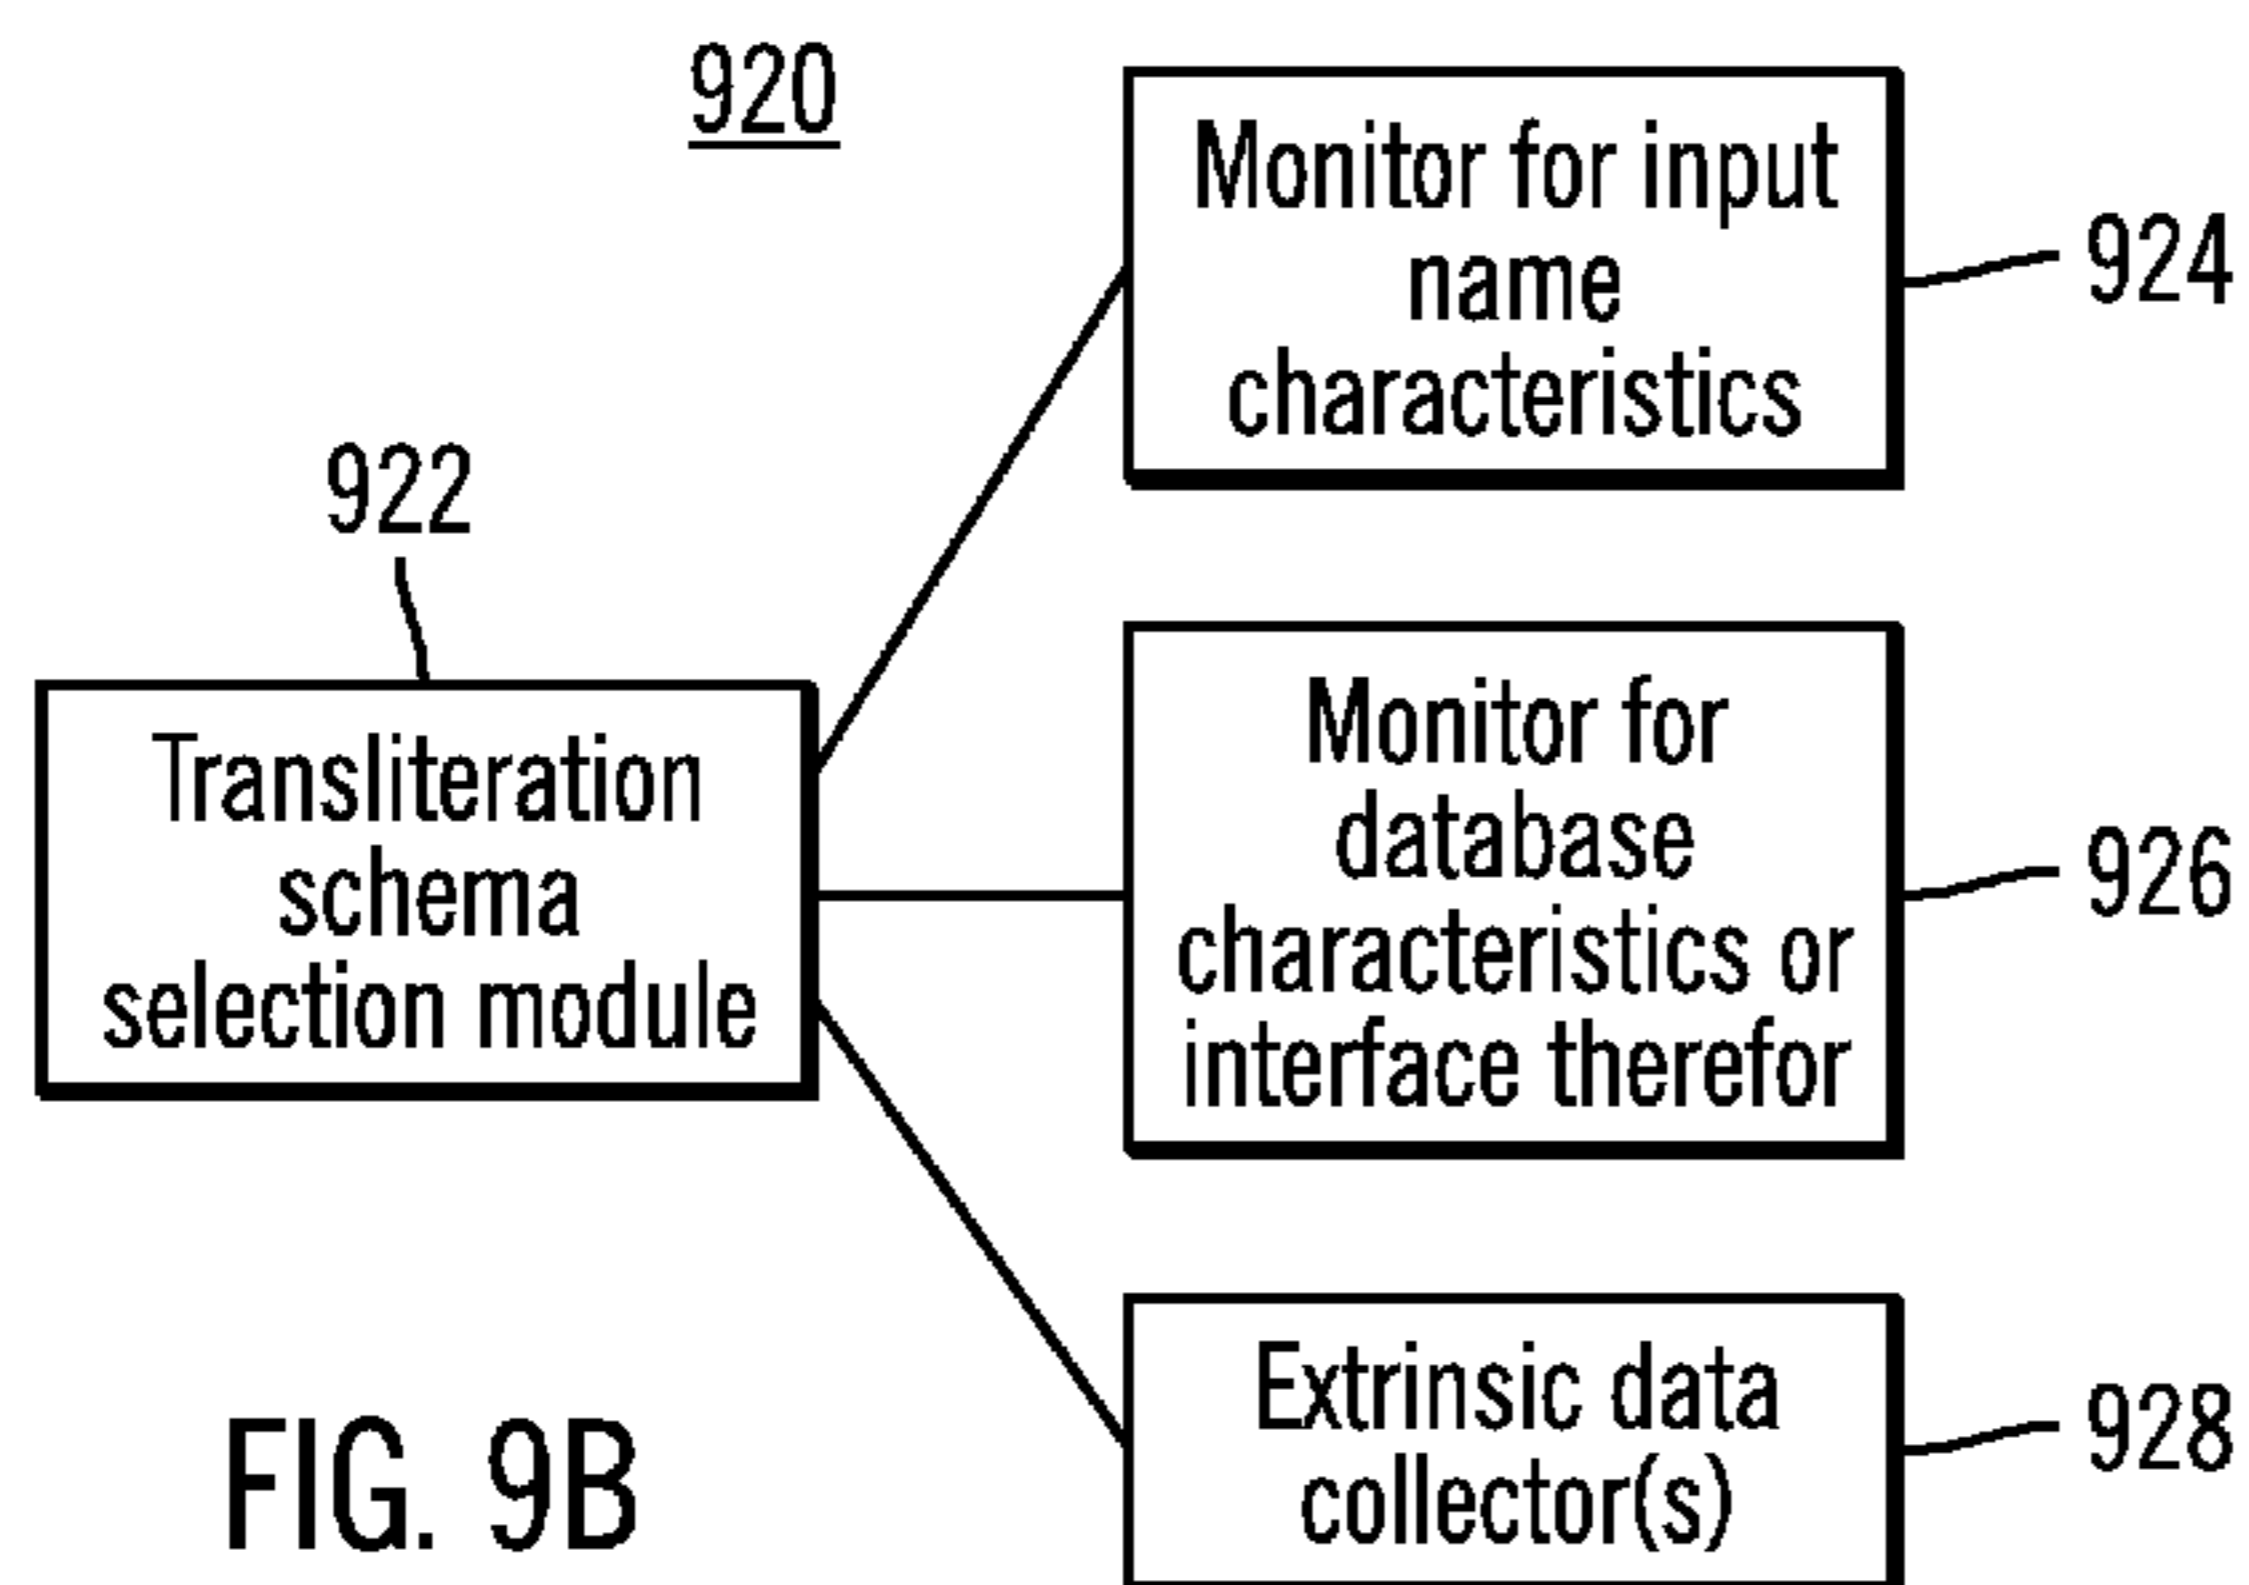 920
Monitor for input
name
characteristics
924
922
Transliteration
schema
selection module
Monitor for
database
characteristics or
interface therefor
926
Extrinsic data
collector(s)
928
FIG. 9B